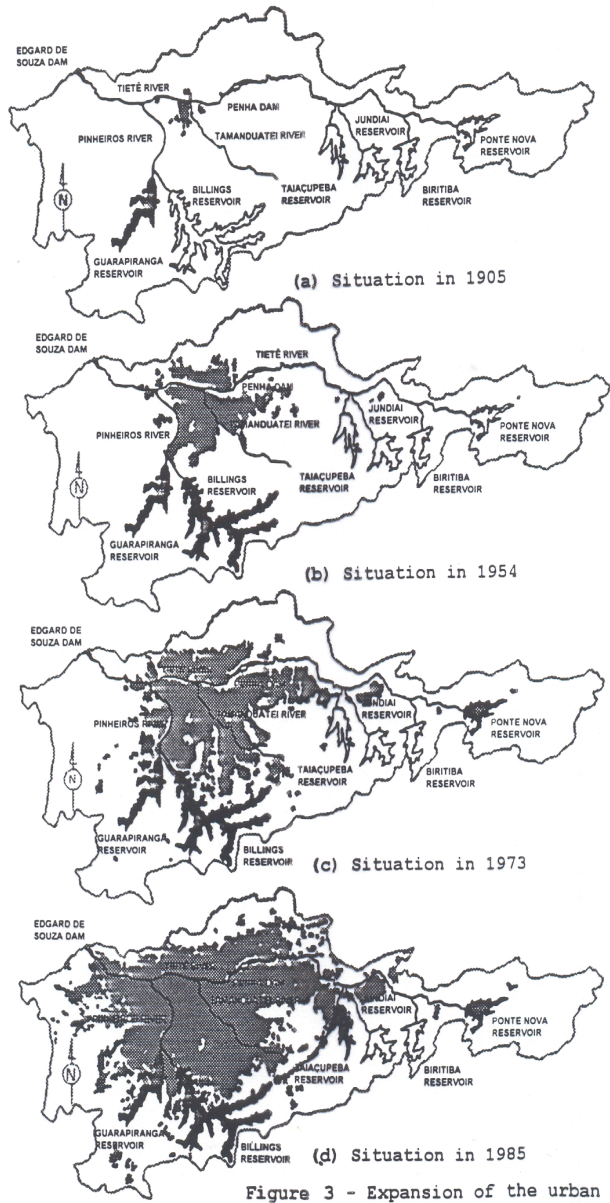 EDGARD DE
SOUZA DAM
TIETÊ RIVER
PENHA DAM
JUNDIAI
RESERVOIR
PONTE NOVA
RESERVOIR
PINHEIROS RIVER
TAMANDUATEI RIVER
TAIAÇUPEBA
RESERVOIR
BIRITIBA
RESERVOIR
BILLINGS
RESERVOIR
N
GUARAPIRANGA
RESERVOIR
(a) Situation in 1905
EDGARD DE
SOUZA DAM
TIETÊ RIVER
PENHA DAM
JUNDIAI
RESERVOIR
PONTE NOVA
RESERVOIR
PINHEIROS RIVER
MANDUATEI RIVER
TAIAÇUPEBA
RESERVOIR
BIRITIBA
RESERVOIR
BILLINGS
RESERVOIR
N
GUARAPIRANGA
RESERVOIR
(b) Situation in 1954
EDGARD DE
SOUZA DAM
PINHEIROS RIVER
RIVER
RESERVOIR
PONTE NOVA
RESERVOIR
TAIAÇUPEBA
RESERVOIR
BIRITIBA
RESERVOIR
N
GUARAPIRANGA
RESERVOIR
BILLINGS
RESERVOIR
(c) Situation in 1973
EDGARD DE
SOUZA DAM
RESERVOIR
PONTE NOVA
RESERVOIR
TAIAÇUPEBA
RESERVOIR
BIRITIBA
RESERVOIR
N
GUARAPIRANGA
RESERVOIR
BILLINGS
RESERVOIR
(d) Situation in 1985
Figure 3 - Expansion of the urban